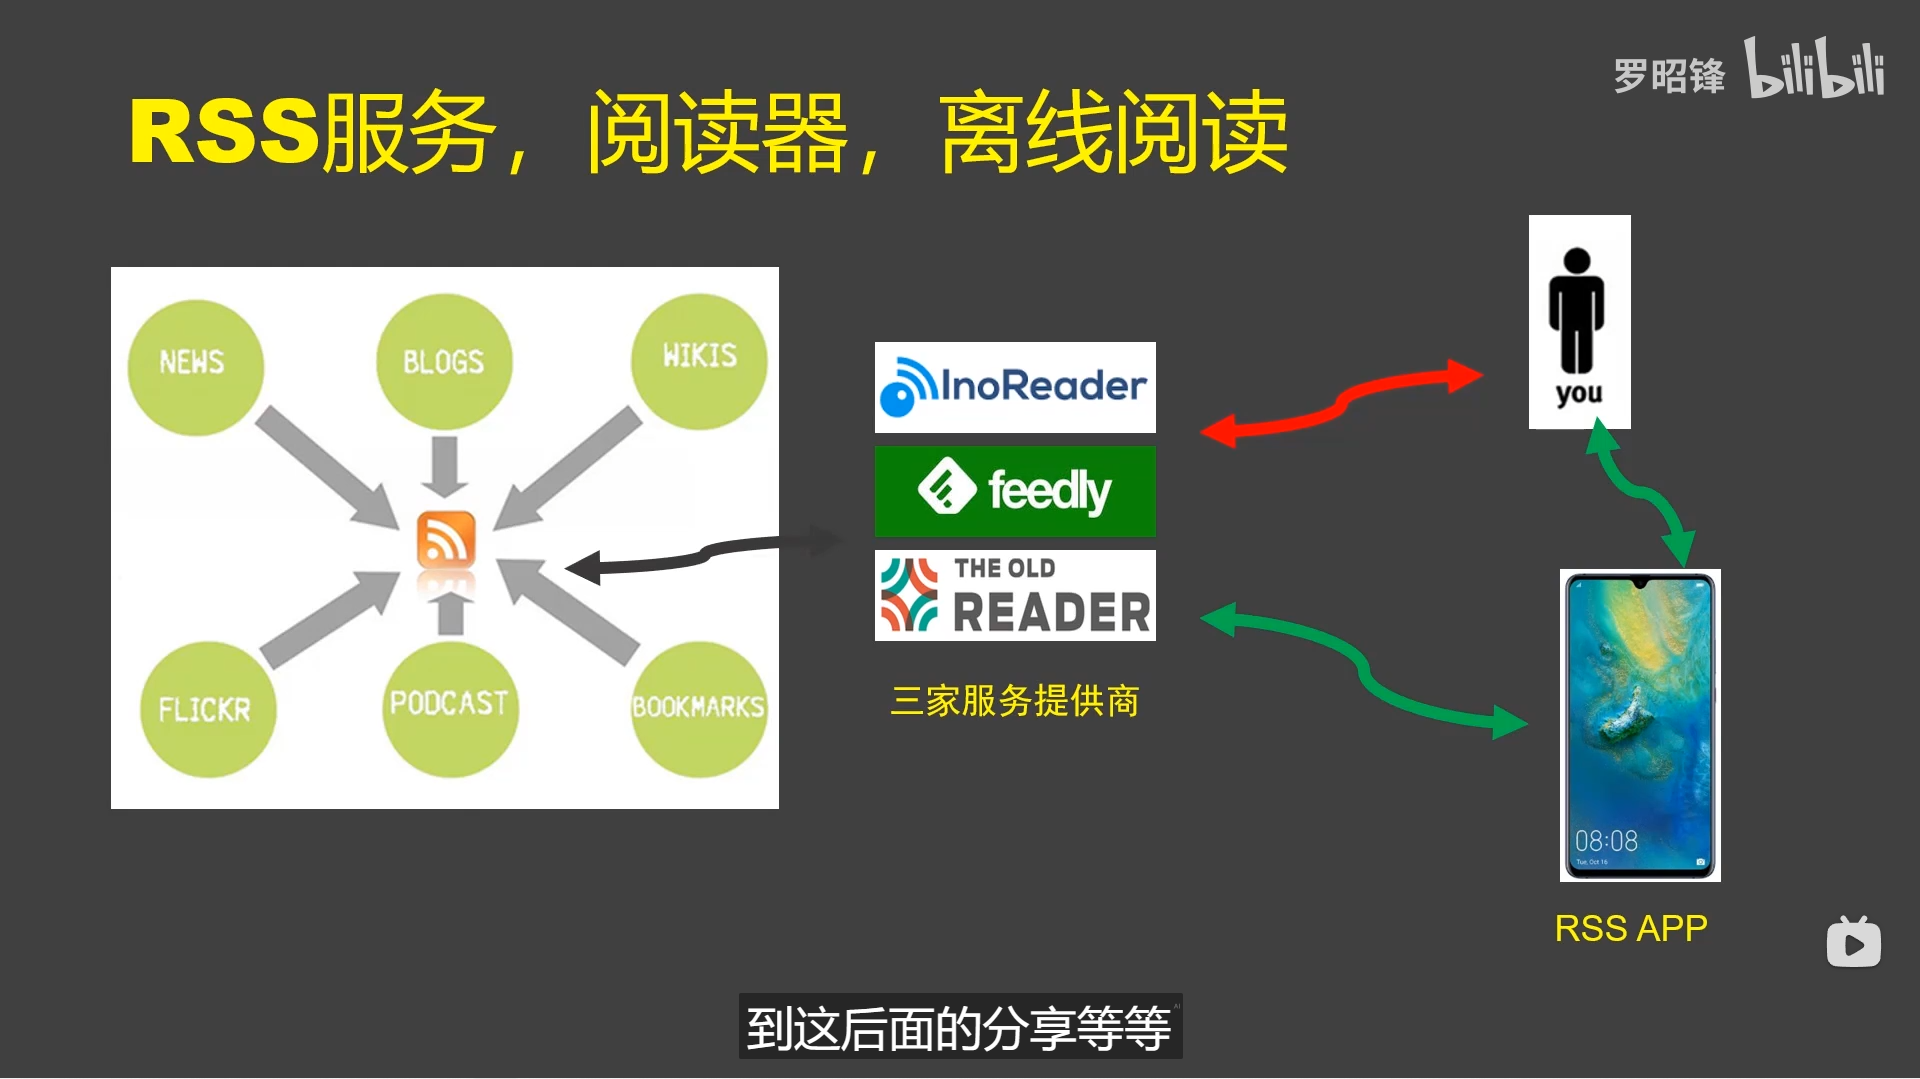 罗昭锋 bilibili
RSS服务，阅读器，离线阅读
NEWS
BLOGS
WIKIS
FLICKR
PODCAST
BOOKMARKS
InoReader
feedly
THE OLD
READER
三家服务提供商
you
08:08
Tue, Oct 16
RSS APP
到这后面的分享等等
AI